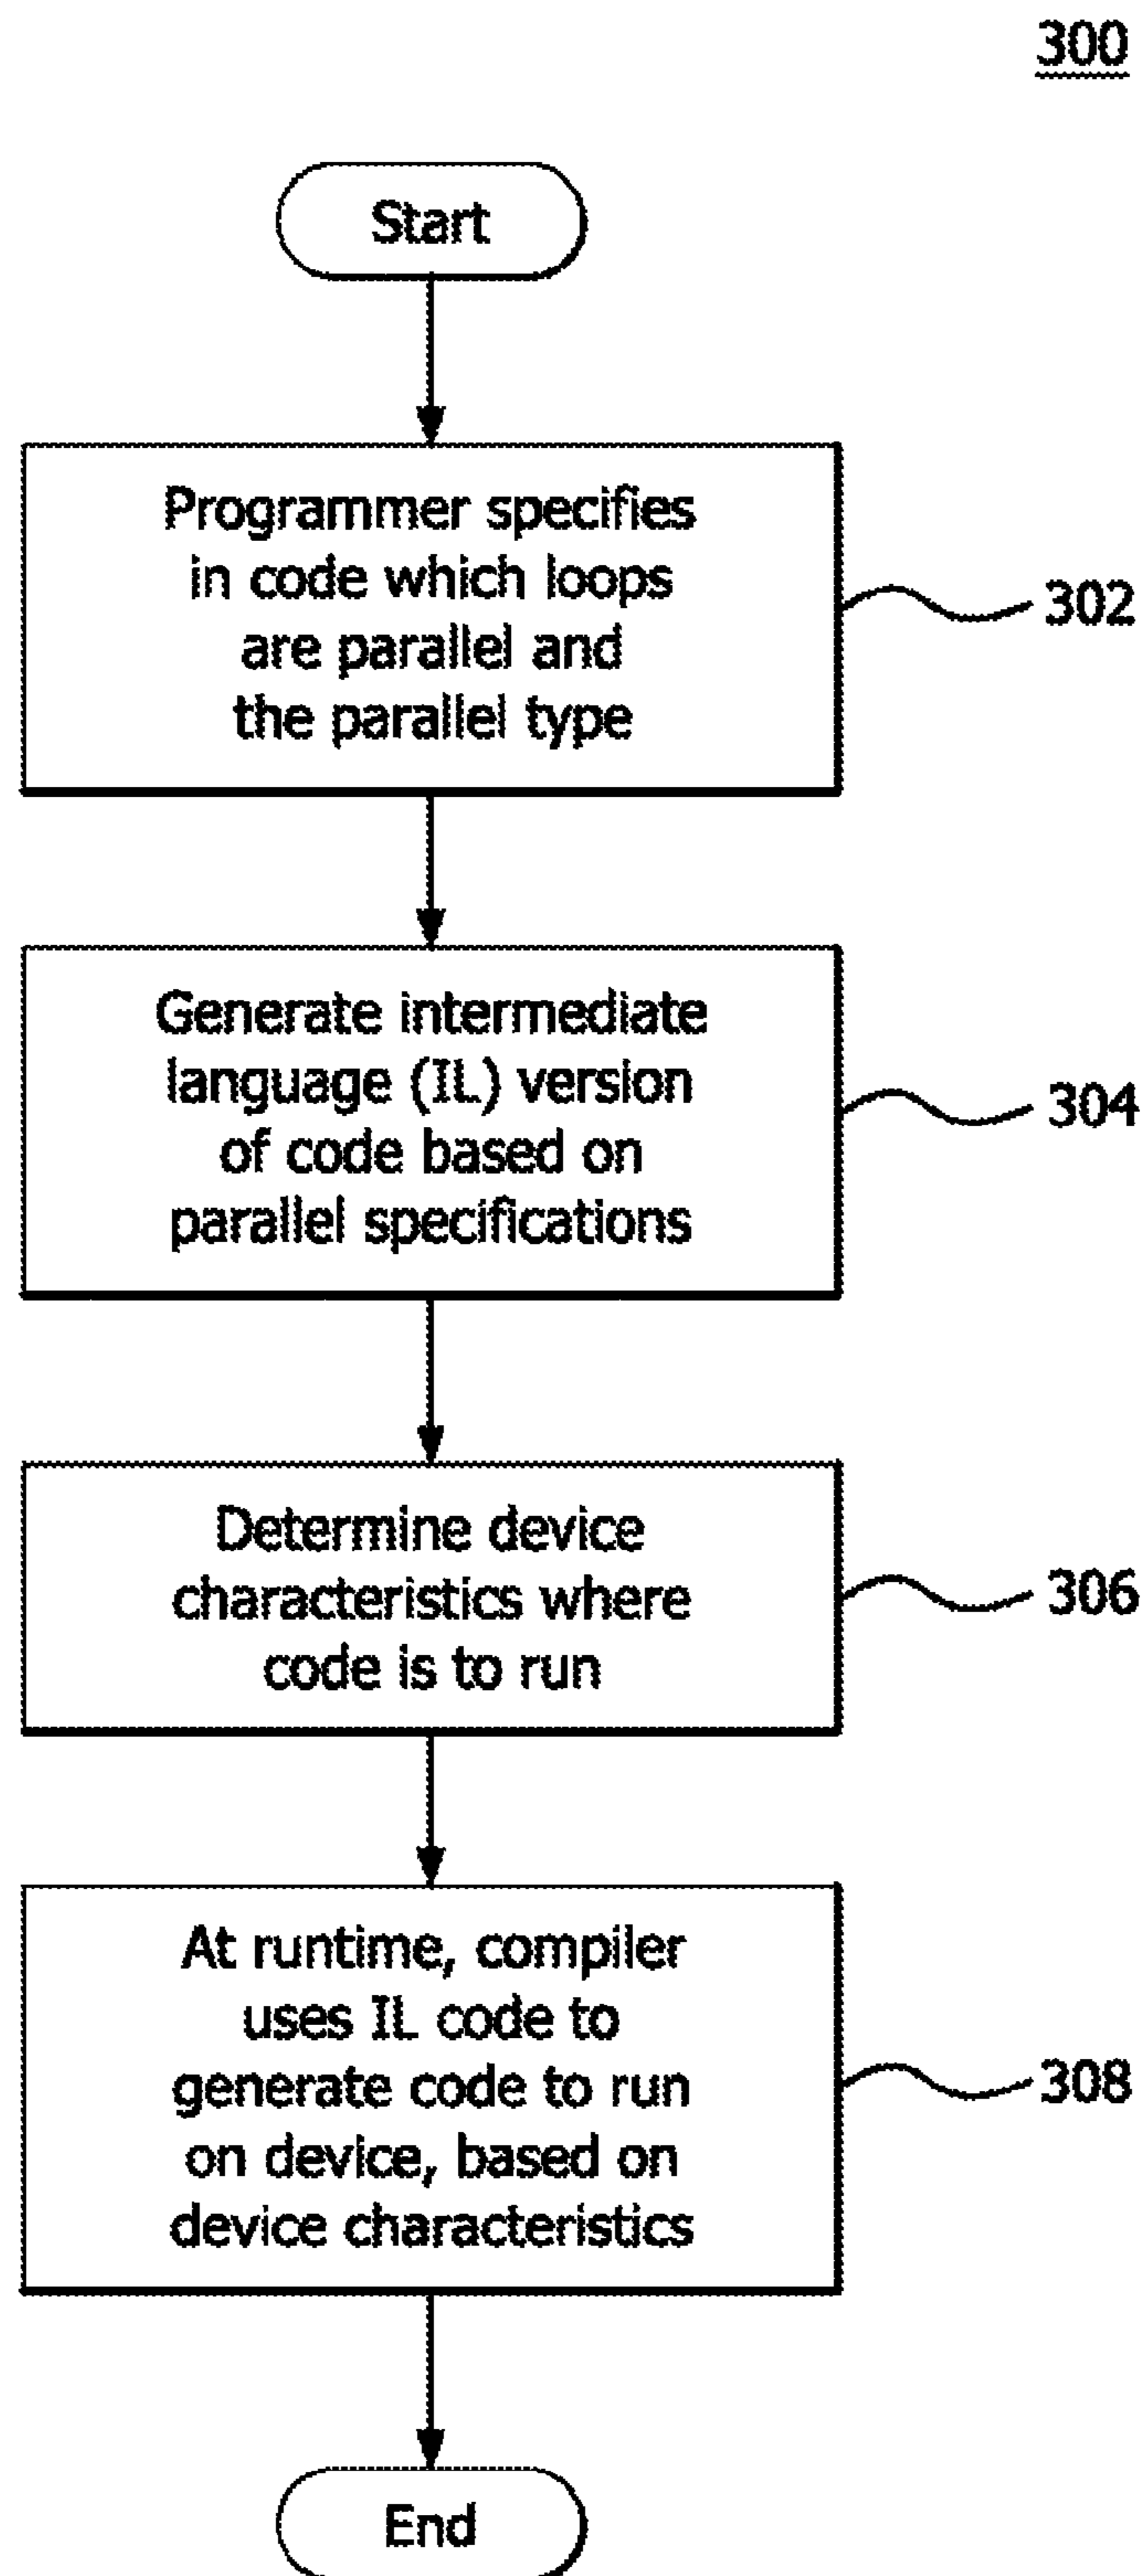 300
Start
Programmer specifies
in code which loops
are parallel and
the parallel type
302
Generate intermediate
language (IL) version
of code based on
parallel specifications
304
Determine device
characteristics where
code is to run
306
At runtime, compiler
uses IL code to
generate code to run
on device, based on
device characteristics
308
End